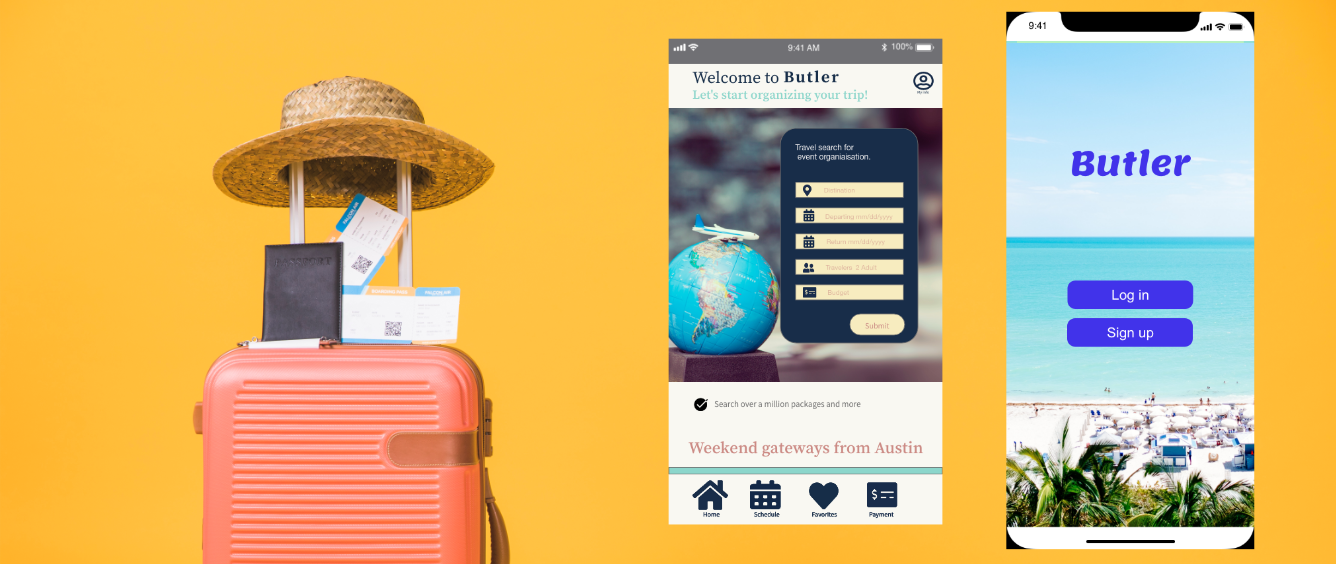 PASSPORT
9:41 AM
100%
Welcome to Butler
Let's start organizing your trip!
Travel search for
event organiaisation.
Departing mm/dd/yyyy
Return mm/dd/yyyy
Travelers: 2 Adult
Budget
Submit
Search over a million packages and more
Weekend gateways from Austin
Home
Schedule
Favorites
Payment
9:41
Butler
Log in
Sign up